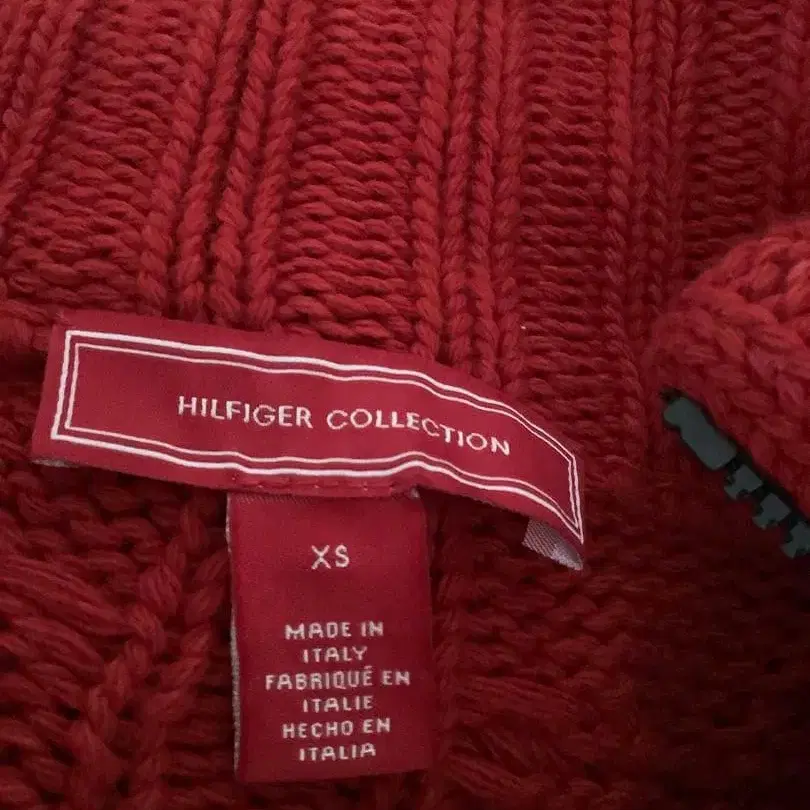 HILFIGER COLLECTION
XS
MADE IN
ITALY
FABRIQUÉ EN
ITALIE
HECHO EN
ITALIA